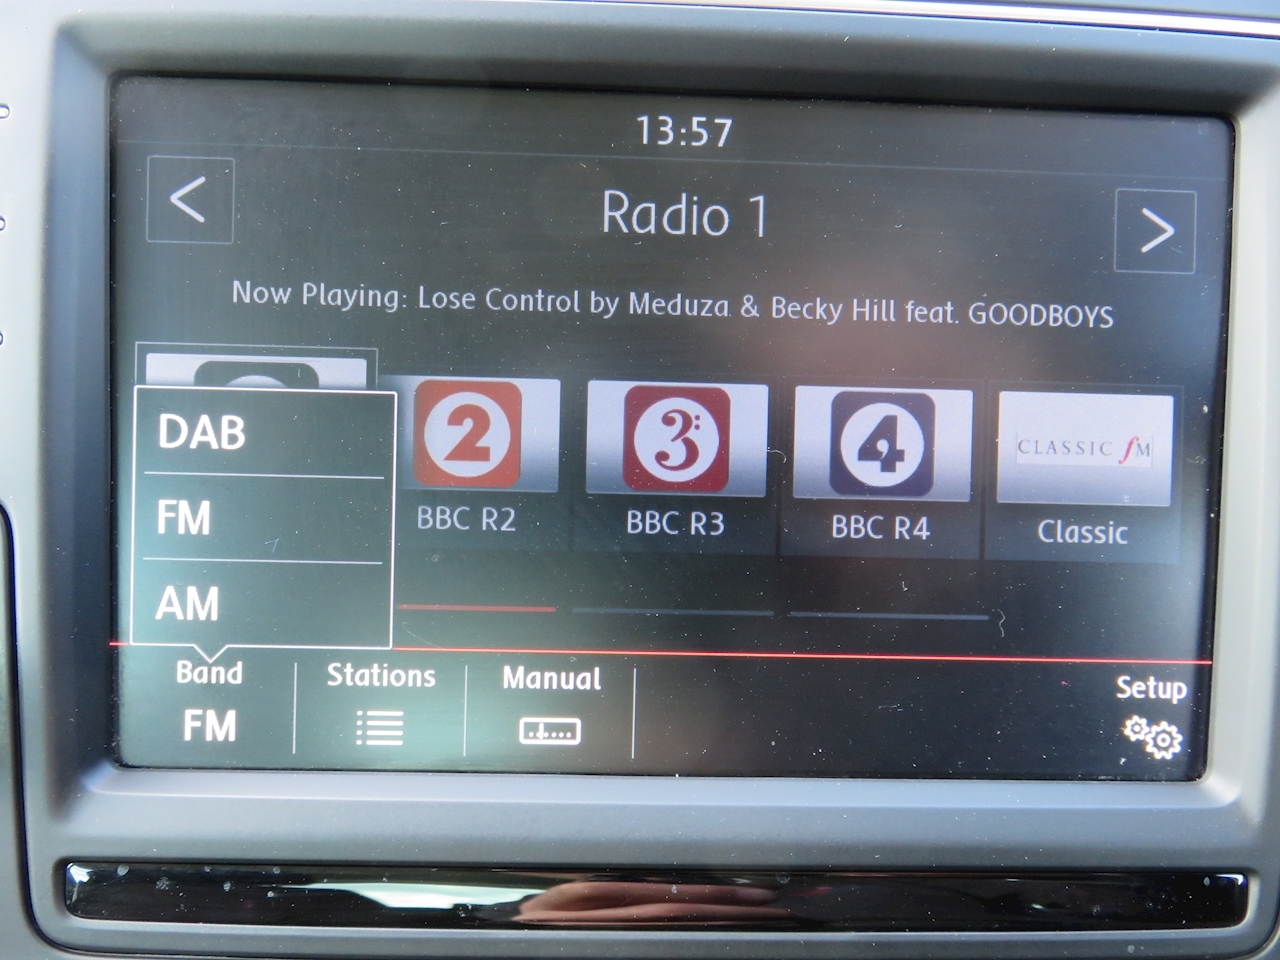 13:57
Radio 1
Now Playing: Lose Control by Meduza & Becky Hill feat. GOODBOYS
2
3
4
CLASSIC fM
BBC R2
BBC R3
BBC R4
Classic
DAB
FM
AM
Band
Stations
Manual
Setup
FM